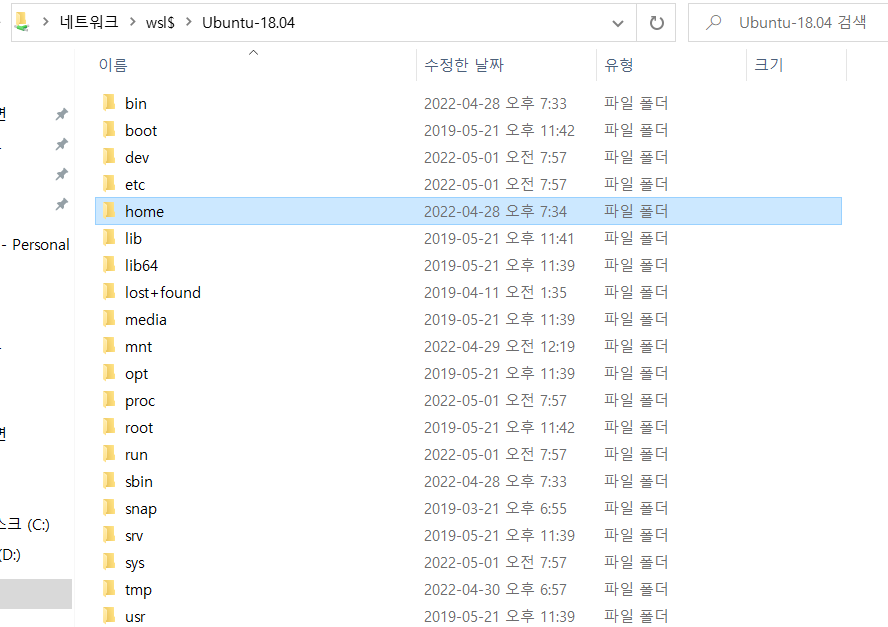 네트워크 > wsl$ > Ubuntu-18.04 Ubuntu-18.04 검색
이름 수정한 날짜 유형 크기
bin 2022-04-28 오후 7:33 파일 폴더
boot 2019-05-21 오후 11:42 파일 폴더
dev 2022-05-01 오전 7:57 파일 폴더
etc 2022-05-01 오전 7:57 파일 폴더
home 2022-04-28 오후 7:34 파일 폴더
- Personal
lib 2019-05-21 오후 11:41 파일 폴더
lib64 2019-05-21 오후 11:39 파일 폴더
lost+found 2019-04-11 오전 1:35 파일 폴더
media 2019-05-21 오후 11:39 파일 폴더
mnt 2022-04-29 오전 12:19 파일 폴더
opt 2019-05-21 오후 11:39 파일 폴더
proc 2022-05-01 오전 7:57 파일 폴더
root 2019-05-21 오후 11:42 파일 폴더
run 2022-05-01 오전 7:57 파일 폴더
sbin 2022-04-28 오후 7:33 파일 폴더
snap 2019-03-21 오후 6:55 파일 폴더
스크 (C:)
srv 2019-05-21 오후 11:39 파일 폴더
(D:)
sys 2022-05-01 오전 7:57 파일 폴더
tmp 2022-04-30 오후 6:57 파일 폴더
usr 2019-05-21 오후 11:39 파일 폴더